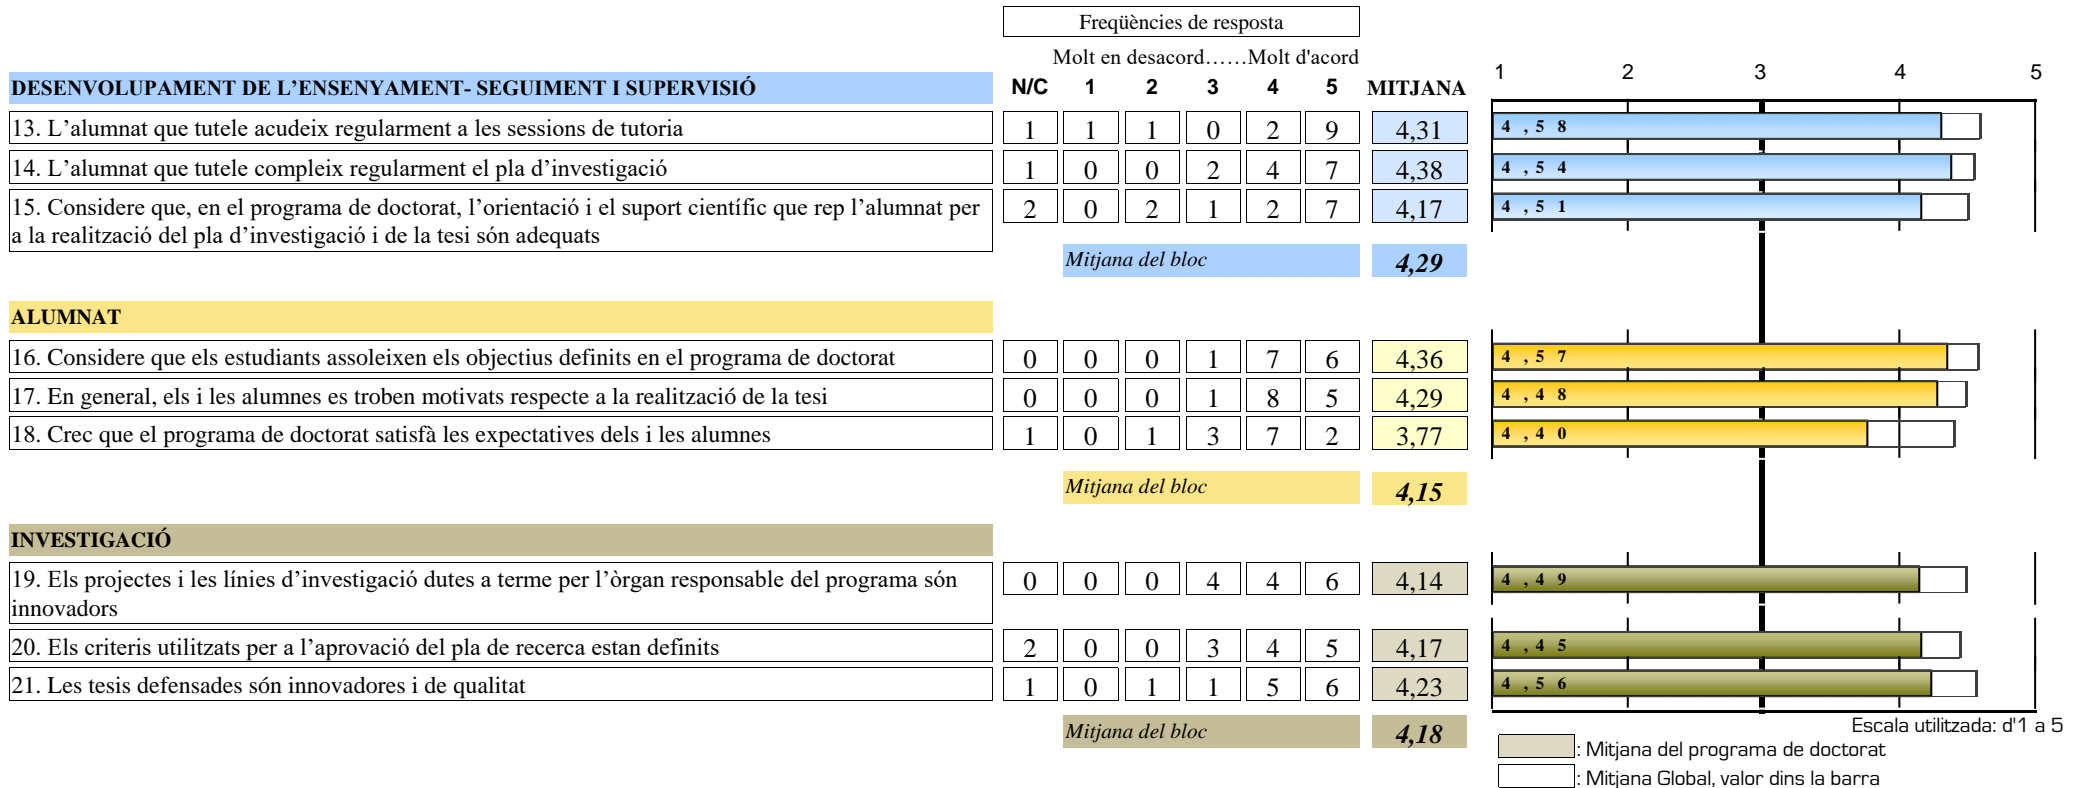 Freqüències de resposta
Molt en desacord……Molt d'acord
DESENVOLUPAMENT DE L’ENSENYAMENT- SEGUIMENT I SUPERVISIÓ N/C 1 2 3 4 5 MITJANA 1 2 3 4 5
13. L’alumnat que tutele acudeix regularment a les sessions de tutoria 1 1 1 0 2 9 4,31 4,58
14. L’alumnat que tutele compleix regularment el pla d’investigació 1 0 0 2 4 7 4,38 4,54
15. Considere que, en el programa de doctorat, l’orientació i el suport científic que rep l’alumnat per 2 0 2 1 2 7 4,17 4,51
a la realització del pla d’investigació i de la tesi són adequats
Mitjana del bloc 4,29
ALUMNAT
16. Considere que els estudiants assoleixen els objectius definits en el programa de doctorat 0 0 0 1 7 6 4,36 4,57
17. En general, els i les alumnes es troben motivats respecte a la realització de la tesi 0 0 0 1 8 5 4,29 4,48
18. Crec que el programa de doctorat satisfà les expectatives dels i les alumnes 1 0 1 3 7 2 3,77 4,40
Mitjana del bloc 4,15
INVESTIGACIÓ
19. Els projectes i les línies d’investigació dutes a terme per l’òrgan responsable del programa són 0 0 0 4 4 6 4,14 4,49
innovadors
20. Els criteris utilitzats per a l’aprovació del pla de recerca estan definits 2 0 0 3 4 5 4,17 4,45
21. Les tesis defensades són innovadores i de qualitat 1 0 1 1 5 6 4,23 4,56
Mitjana del bloc 4,18
Escala utilitzada: d'1 a 5
: Mitjana del programa de doctorat
: Mitjana Global, valor dins la barra